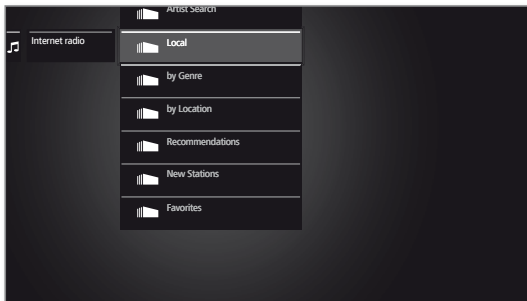 Artist Search
Internet radio
Local
by Genre
by Location
Recommendations
New Stations
Favorites